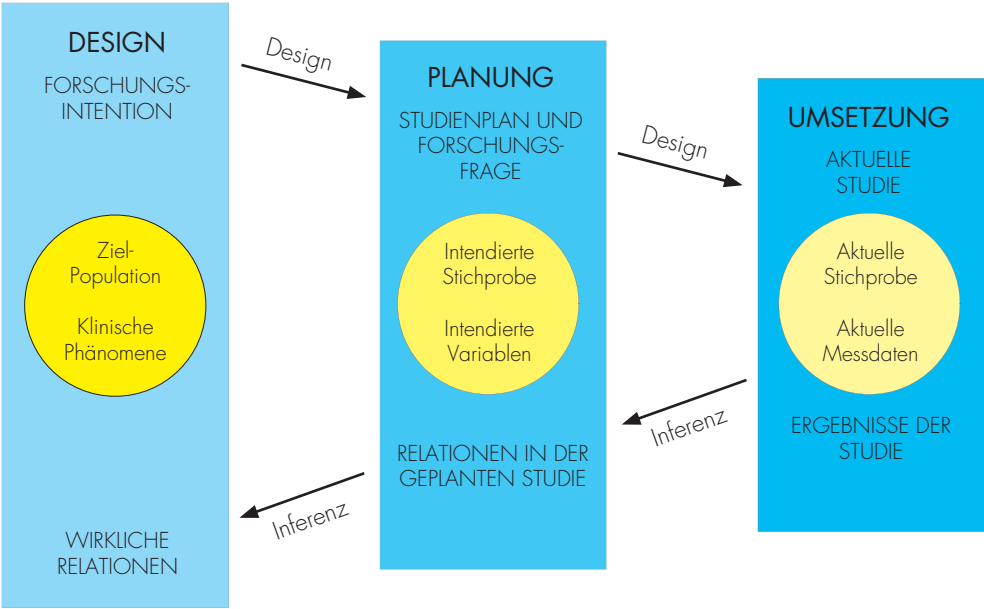 DESIGN
FORSCHUNGS-
INTENTION
Ziel-
Population
Klinische
Phänomene
WIRKLICHE
RELATIONEN
Design
Inferenz
PLANUNG
STUDIENPLAN UND
FORSCHUNGS-
FRAGE
Intendierte
Stichprobe
Intendierte
Variablen
RELATIONEN IN DER
GEPLANTEN STUDIE
Design
Inferenz
UMSETZUNG
AKTUELLE
STUDIE
Aktuelle
Stichprobe
Aktuelle
Messdaten
ERGEBNISSE DER
STUDIE